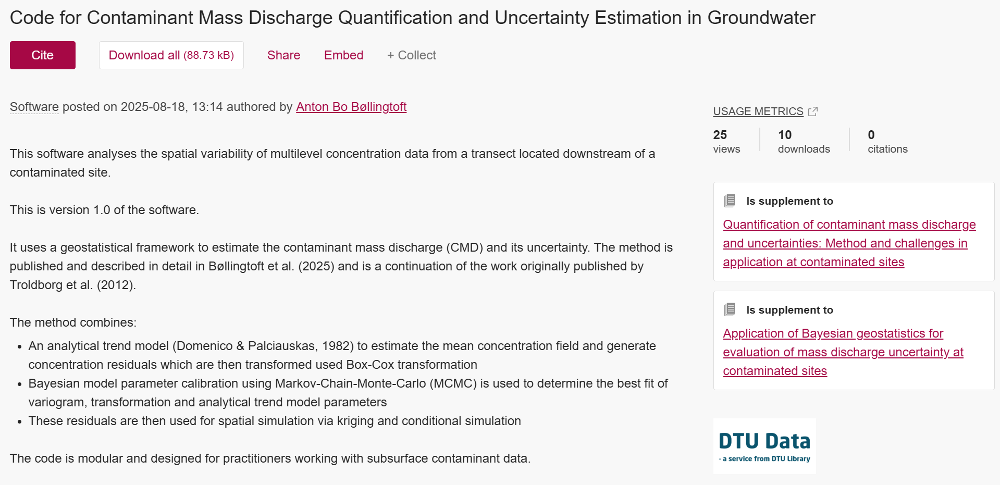 Code for Contaminant Mass Discharge Quantification and Uncertainty Estimation in Groundwater
Cite
Download all (88.73 kB)
Share
Embed
+ Collect
Software posted on 2025-08-18, 13:14 authored by Anton Bo Bøllingtoft
This software analyses the spatial variability of multilevel concentration data from a transect located downstream of a
contaminated site.
This is version 1.0 of the software.
It uses a geostatistical framework to estimate the contaminant mass discharge (CMD) and its uncertainty. The method is
published and described in detail in Bøllingtoft et al. (2025) and is a continuation of the work originally published by
Troldborg et al. (2012).
The method combines:
• An analytical trend model (Domenico & Palciauskas, 1982) to estimate the mean concentration field and generate
concentration residuals which are then transformed used Box-Cox transformation
• Bayesian model parameter calibration using Markov-Chain-Monte-Carlo (MCMC) is used to determine the best fit of
variogram, transformation and analytical trend model parameters
• These residuals are then used for spatial simulation via kriging and conditional simulation
The code is modular and designed for practitioners working with subsurface contaminant data.
USAGE METRICS
25
views
10
downloads
0
citations
Is supplement to
Quantification of contaminant mass discharge
and uncertainties: Method and challenges in
application at contaminated sites
Is supplement to
Application of Bayesian geostatistics for
evaluation of mass discharge uncertainty at
contaminated sites
DTU Data
- a service from DTU Library